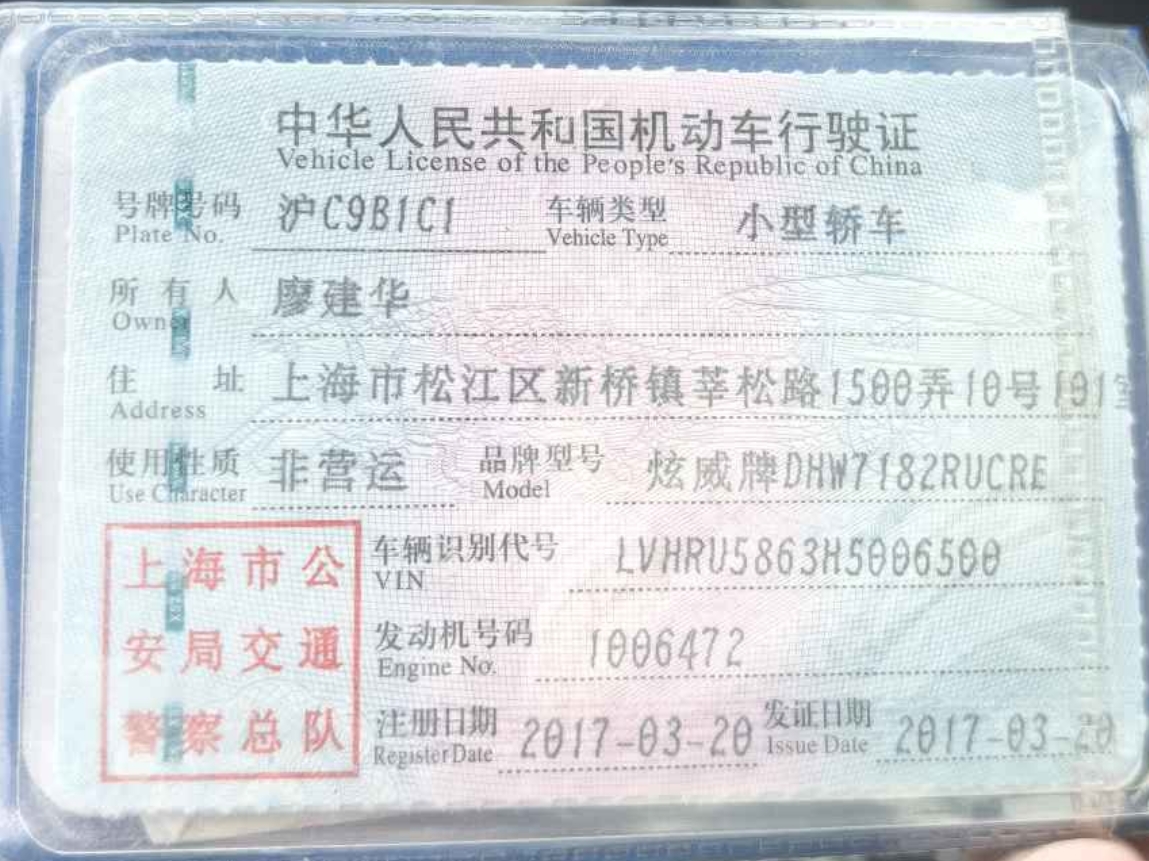 中华人民共和国机动车行驶证
Vehicle License of the People's Republic of China
号牌号码 沪C9B1C1 车辆类型 小型轿车
Plate No. Vehicle Type
所有人 廖建华
Owner
住址 上海市松江区新桥镇莘松路1500弄10号101室
Address
使用性质 非营运 品牌型号 炫威牌DHW7182RUCRE
Use Character Model
上海市公
安局交通
警察总队
车辆识别代号 LVHRU5863H5006500
VIN
发动机号码 1006472
Engine No.
注册日期 2017-03-20 发证日期 2017-03-20
Register Date Issue Date